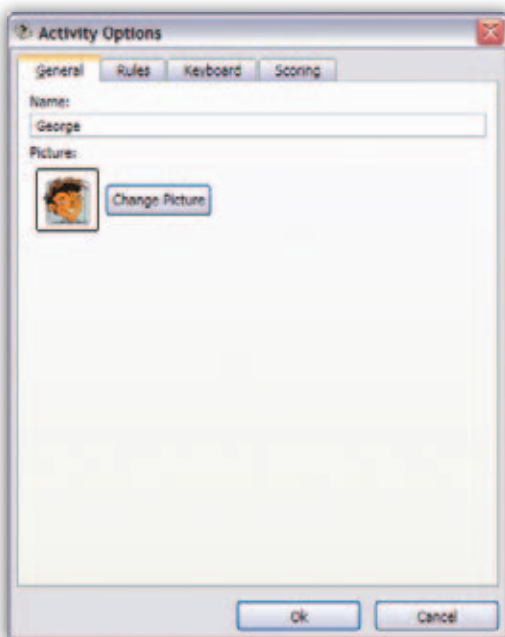 Activity Options
General Rules Keyboard Scoring
Name:
George
Picture:
Change Picture
Ok Cancel